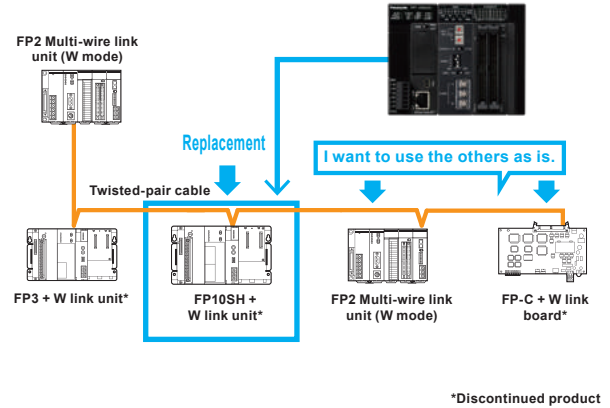 FP2 Multi-wire link
unit (W mode)
Replacement
I want to use the others as is.
Twisted-pair cable
FP3 + W link unit*
FP10SH +
W link unit*
FP2 Multi-wire link
unit (W mode)
FP-C + W link
board*
*Discontinued product